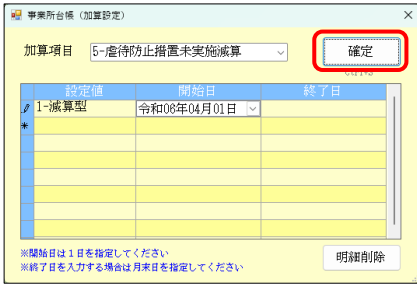 事業所台帳（加算設定）
加算項目 5-虐待防止措置未実施減算 確定
設定値 開始日 終了日
1-減算型 令和06年04月01日
※開始日は１日を指定してください
※終了日を入力する場合は月末日を指定してください
明細削除